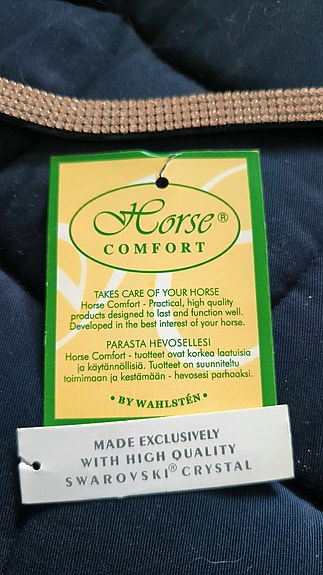 Horse®
COMFORT
TAKES CARE OF YOUR HORSE
Horse Comfort - Practical, high quality
products designed to last and function well.
Developed in the best interest of your horse.
PARASTA HEVOSELLESI
Horse Comfort - tuotteet ovat korkea laatuisia
ja käytännöllisiä. Tuotteet on suunniteltu
toimimaan ja kestämään - hevosesi parhaaksi.
• BY WAHLSTÉN •
MADE EXCLUSIVELY
WITH HIGH QUALITY
SWAROVSKI® CRYSTAL